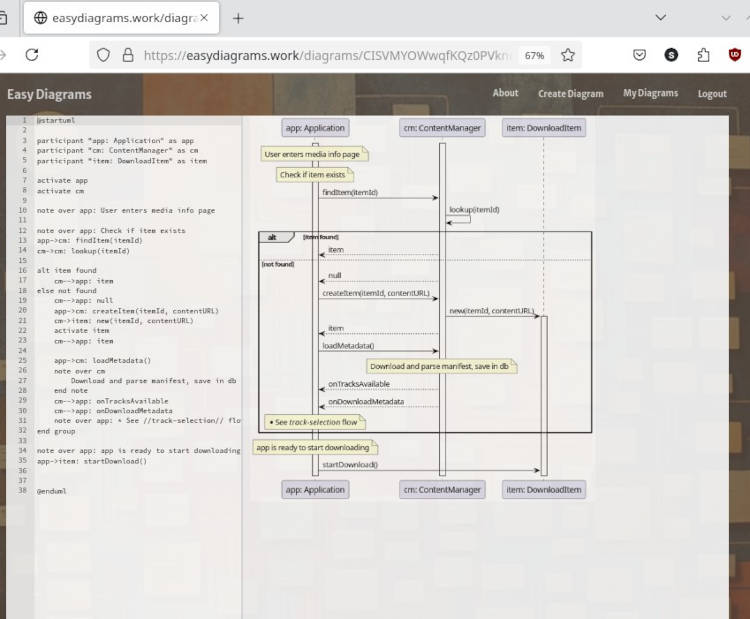 easydiagrams.work/diagra
https://easydiagrams.work/diagrams/CISVMYOWwqfKQz0PVkn
67%
Easy Diagrams
About
Create Diagram
My Diagrams
Logout
1 @startuml
2
3 participant "app: Application" as app
4 participant "cm: ContentManager" as cm
5 participant "item: DownloadItem" as item
6
7 activate app
8 activate cm
9
10 note over app: User enters media info page
11
12 note over app: Check if item exists
13 app->cm: findItem(itemId)
14 cm->cm: lookup(itemId)
15
16 alt item found
17 cm-->app: item
18 else not found
19 cm-->app: null
20 app->cm: createItem(itemId, contentURL)
21 cm->item: new(itemId, contentURL)
22 activate item
23 cm-->app: item
24
25 app->cm: loadMetadata()
26 note over cm
27 Download and parse manifest, save in db
28 end note
29 cm-->app: onTracksAvailable
30 cm-->app: onDownloadMetadata
31 note over app: * See //track-selection// flo
32 end group
33
34 note over app: app is ready to start downloading
35 app->item: startDownload()
36
37
38 @enduml
app: Application
cm: ContentManager
item: DownloadItem
User enters media info page
Check if item exists
findItem(itemId)
lookup(itemId)
alt
[item found]
item
[not found]
null
createItem(itemId, contentURL)
new(itemId, contentURL)
item
loadMetadata()
Download and parse manifest, save in db
onTracksAvailable
onDownloadMetadata
• See track-selection flow
app is ready to start downloading
startDownload()
app: Application
cm: ContentManager
item: DownloadItem